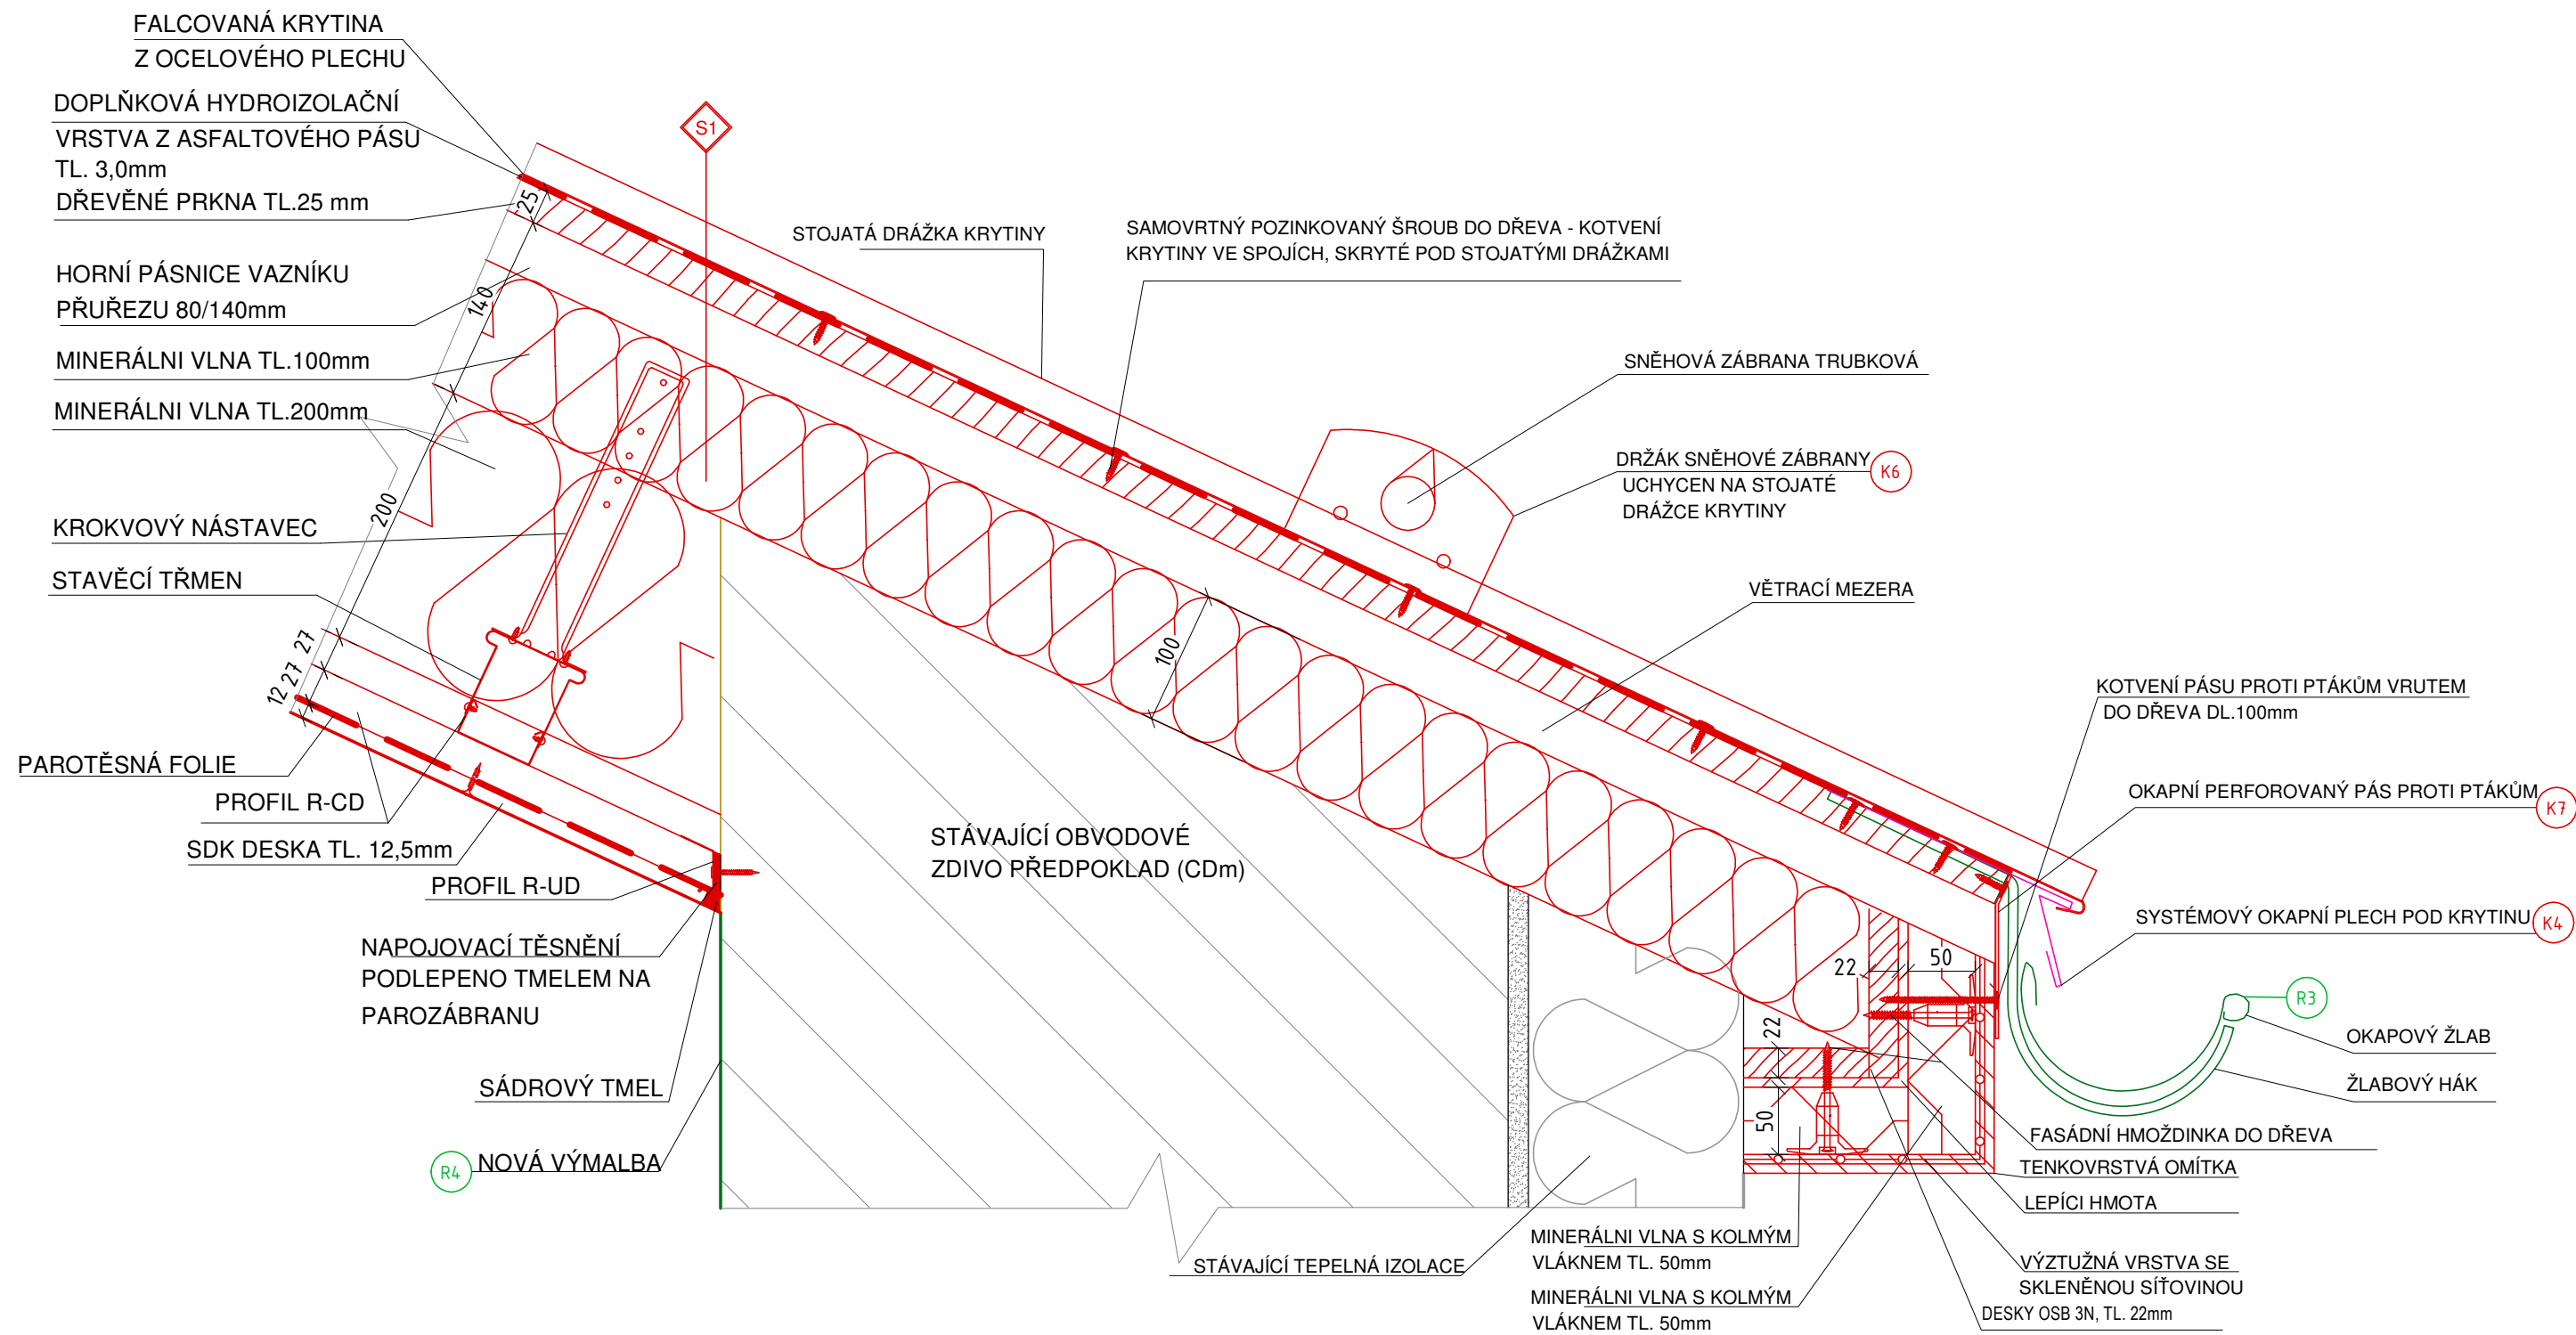 FALCOVANÁ KRYTINA
Z OCELOVÉHO PLECHU
DOPLŇKOVÁ HYDROIZOLAČNÍ
VRSTVA Z ASFALTOVÉHO PÁSU
TL. 3,0mm
DŘEVĚNÉ PRKNA TL.25 mm
HORNÍ PÁSNICE VAZNÍKU
PŘUŘEZU 80/140mm
MINERÁLNI VLNA TL.100mm
MINERÁLNI VLNA TL.200mm
KROKVOVÝ NÁSTAVEC
STAVĚCÍ TŘMEN
PAROTĚSNÁ FOLIE
PROFIL R-CD
SDK DESKA TL. 12,5mm
PROFIL R-UD
NAPOJOVACÍ TĚSNĚNÍ
PODLEPENO TMELEM NA
PAROZÁBRANU
SÁDROVÝ TMEL
R4
NOVÁ VÝMALBA
S1
25
140
200
27
27
12
STOJATÁ DRÁŽKA KRYTINY
SAMOVRTNÝ POZINKOVANÝ ŠROUB DO DŘEVA - KOTVENÍ
KRYTINY VE SPOJÍCH, SKRYTÉ POD STOJATÝMI DRÁŽKAMI
SNĚHOVÁ ZÁBRANA TRUBKOVÁ
DRŽÁK SNĚHOVÉ ZÁBRANY
UCHYCEN NA STOJATÉ
DRÁŽCE KRYTINY
K6
VĚTRACÍ MEZERA
100
STÁVAJÍCÍ OBVODOVÉ
ZDIVO PŘEDPOKLAD (CDm)
KOTVENÍ PÁSU PROTI PTÁKŮM VRUTEM
DO DŘEVA DL.100mm
OKAPNÍ PERFOROVANÝ PÁS PROTI PTÁKŮM
K7
SYSTÉMOVÝ OKAPNÍ PLECH POD KRYTINU
K4
22
50
22
50
R3
OKAPOVÝ ŽLAB
ŽLABOVÝ HÁK
FASÁDNÍ HMOŽDINKA DO DŘEVA
TENKOVRSTVÁ OMÍTKA
LEPÍCI HMOTA
VÝZTUŽNÁ VRSTVA SE
SKLENĚNOU SÍŤOVINOU
DESKY OSB 3N, TL. 22mm
STÁVAJÍCÍ TEPELNÁ IZOLACE
MINERÁLNI VLNA S KOLMÝM
VLÁKNEM TL. 50mm
MINERÁLNI VLNA S KOLMÝM
VLÁKNEM TL. 50mm